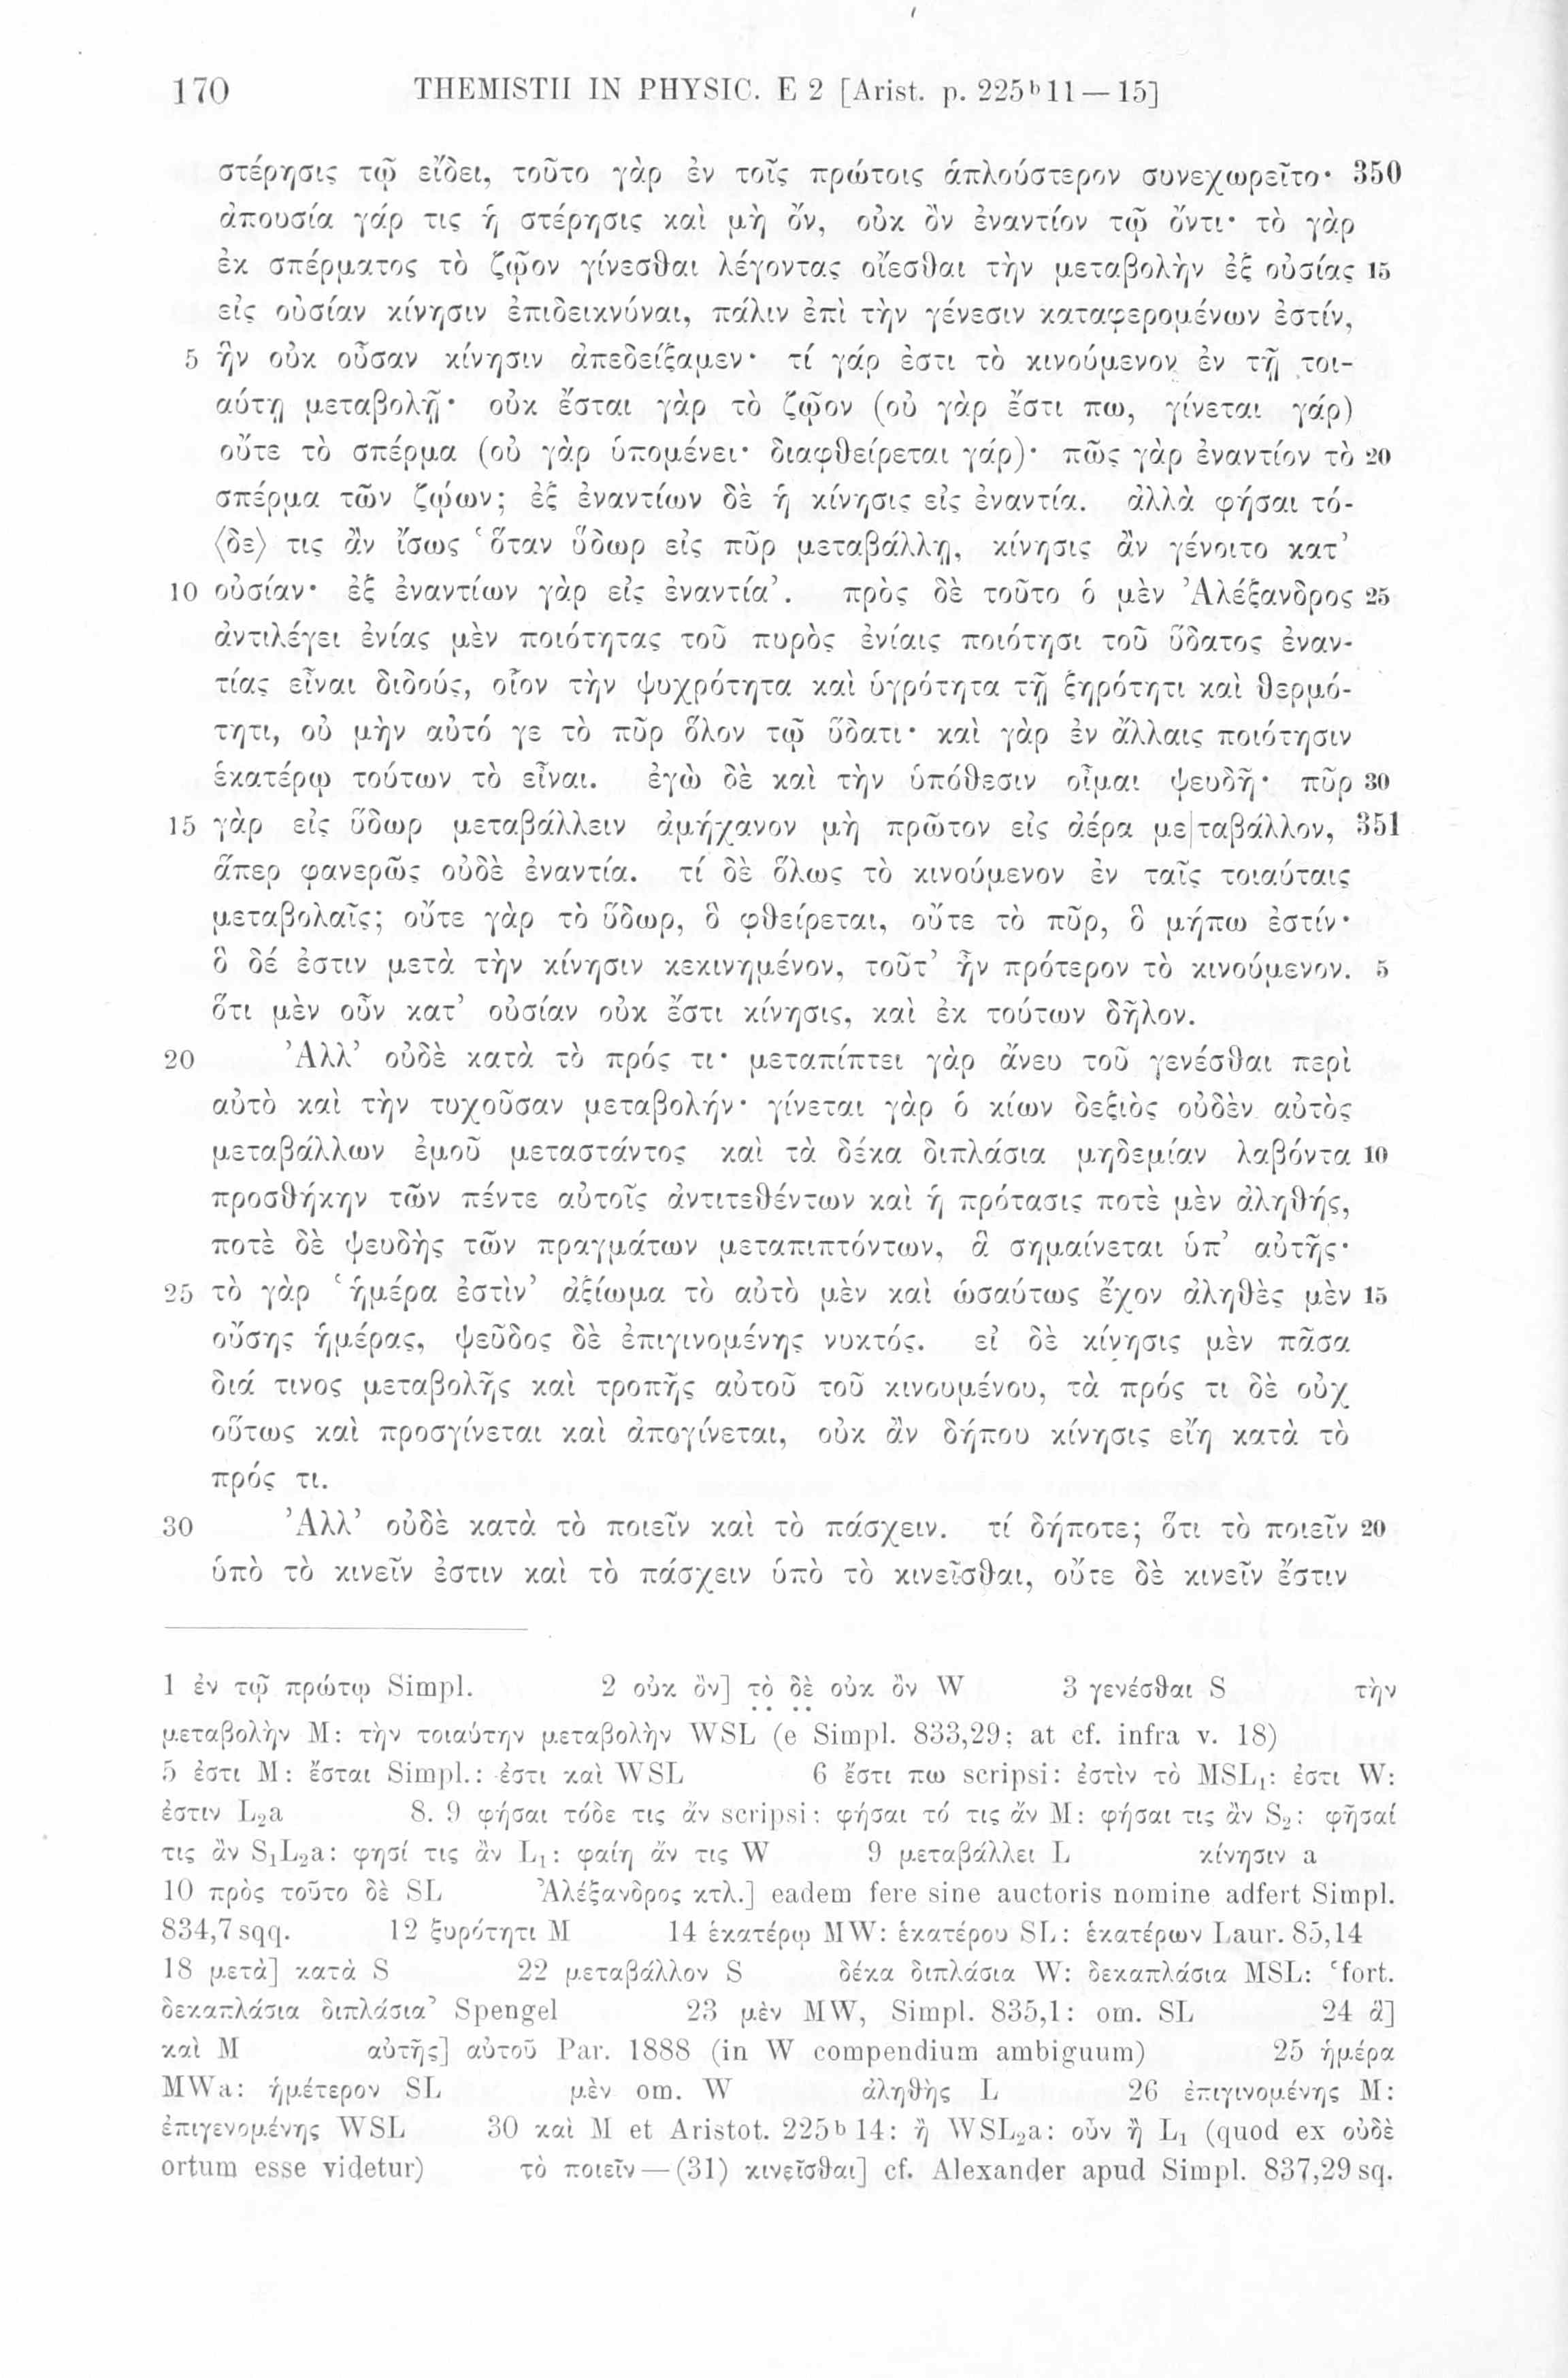 170 THEMISTII IN PHYSIC. E 2 [Arist. p. 225ᵇ11—15]
στέρησις τῷ εἴδει, τοῦτο γὰρ ἐν τοῖς πρώτοις ἁπλούστερον συνεχωρεῖτο· 350
ἀπουσία γάρ τις ἡ στέρησις καὶ μὴ ὄν, οὐκ ὂν ἐναντίον τῷ ὄντι· τὸ γὰρ
ἐκ σπέρματος τὸ ζῷον γίνεσθαι λέγοντας οἴεσθαι τὴν μεταβολὴν ἐξ οὐσίας 15
εἰς οὐσίαν κίνησιν ἐπιδεικνύναι, πάλιν ἐπὶ τὴν γένεσιν καταφερομένων ἐστίν,
5 ἣν οὐκ οὖσαν κίνησιν ἀπεδείξαμεν· τί γάρ ἐστι τὸ κινούμενον ἐν τῇ τοι-
αύτῃ μεταβολῇ· οὐκ ἔσται γὰρ τὸ ζῷον (οὐ γὰρ ἔστι πω, γίνεται γάρ)
οὔτε τὸ σπέρμα (οὐ γὰρ ὑπομένει· διαφθείρεται γάρ)· πῶς γὰρ ἐναντίον τὸ 20
σπέρμα τῶν ζῴων; ἐξ ἐναντίων δὲ ἡ κίνησις εἰς ἐναντία. ἀλλὰ φήσαι τό-
⟨δε⟩ τις ἂν ἴσως ‘ὅταν ὕδωρ εἰς πῦρ μεταβάλλῃ, κίνησις ἂν γένοιτο κατ’
10 οὐσίαν· ἐξ ἐναντίων γὰρ εἰς ἐναντία’. πρὸς δὲ τοῦτο ὁ μὲν Ἀλέξανδρος 25
ἀντιλέγει ἐνίας μὲν ποιότητας τοῦ πυρὸς ἐνίαις ποιότησι τοῦ ὕδατος ἐναν-
τίας εἶναι διδούς, οἷον τὴν ψυχρότητα καὶ ὑγρότητα τῇ ξηρότητι καὶ θερμό-
τητι, οὐ μὴν αὐτό γε τὸ πῦρ ὅλον τῷ ὕδατι· καὶ γὰρ ἐν ἄλλαις ποιότησιν
ἑκατέρῳ τούτων τὸ εἶναι. ἐγὼ δὲ καὶ τὴν ὑπόθεσιν οἶμαι ψευδῆ· πῦρ 30
15 γὰρ εἰς ὕδωρ μεταβάλλειν ἀμήχανον μὴ πρῶτον εἰς ἀέρα με|ταβάλλον, 351
ἅπερ φανερῶς οὐδὲ ἐναντία. τί δὲ ὅλως τὸ κινούμενον ἐν ταῖς τοιαύταις
μεταβολαῖς; οὔτε γὰρ τὸ ὕδωρ, ὃ φθείρεται, οὔτε τὸ πῦρ, ὃ μήπω ἐστίν·
ὃ δέ ἐστιν μετὰ τὴν κίνησιν κεκινημένον, τοῦτ’ ἦν πρότερον τὸ κινούμενον. 5
ὅτι μὲν οὖν κατ’ οὐσίαν οὐκ ἔστι κίνησις, καὶ ἐκ τούτων δῆλον.
20 Ἀλλ’ οὐδὲ κατὰ τὸ πρός τι· μεταπίπτει γὰρ ἄνευ τοῦ γενέσθαι περὶ
αὐτὸ καὶ τὴν τυχοῦσαν μεταβολήν· γίνεται γὰρ ὁ κίων δεξιὸς οὐδὲν αὐτὸς
μεταβάλλων ἐμοῦ μεταστάντος καὶ τὰ δέκα διπλάσια μηδεμίαν λαβόντα 10
προσθήκην τῶν πέντε αὐτοῖς ἀντιτεθέντων καὶ ἡ πρότασις ποτὲ μὲν ἀληθής,
ποτὲ δὲ ψευδὴς τῶν πραγμάτων μεταπιπτόντων, ἃ σημαίνεται ὑπ’ αὐτῆς·
25 τὸ γὰρ ‘ἡμέρα ἐστὶν’ ἀξίωμα τὸ αὐτὸ μὲν καὶ ὡσαύτως ἔχον ἀληθὲς μὲν 15
οὔσης ἡμέρας, ψεῦδος δὲ ἐπιγινομένης νυκτός. εἰ δὲ κίνησις μὲν πᾶσα
διά τινος μεταβολῆς καὶ τροπῆς αὐτοῦ τοῦ κινουμένου, τὰ πρός τι δὲ οὐχ
οὕτως καὶ προσγίνεται καὶ ἀπογίνεται, οὐκ ἂν δήπου κίνησις εἴη κατὰ τὸ
πρός τι.
30 Ἀλλ’ οὐδὲ κατὰ τὸ ποιεῖν καὶ τὸ πάσχειν. τί δήποτε; ὅτι τὸ ποιεῖν 20
ὑπὸ τὸ κινεῖν ἐστιν καὶ τὸ πάσχειν ὑπὸ τὸ κινεῖσθαι, οὔτε δὲ κινεῖν ἔστιν
1 ἐν τῷ πρώτῳ Simpl. 2 οὐκ ὂν] τὸ δὲ οὐκ ὂν W 3 γενέσθαι S τὴν
μεταβολὴν M: τὴν τοιαύτην μεταβολὴν WSL (e Simpl. 833,29; at cf. infra v. 18)
5 ἐστι M: ἔσται Simpl.: ἐστι καὶ WSL 6 ἔστι πω scripsi: ἐστὶν τὸ MSL₁: ἐστι W:
ἐστιν L₂a 8. 9 φήσαι τόδε τις ἄν scripsi: φήσαι τό τις ἄν M: φήσαι τις ἂν S₂: φῆσαί
τις ἄν S₁L₂a: φησί τις ἄν L₁: φαίη ἄν τις W 9 μεταβάλλει L κίνησιν a
10 πρὸς τοῦτο δὲ SL Ἀλέξανδρος κτλ.] eadem fere sine auctoris nomine adfert Simpl.
834,7 sqq. 12 ξυρότητι M 14 ἑκατέρῳ MW: ἑκατέρου SL: ἑκατέρων Laur. 85,14
18 μετὰ] κατὰ S 22 μεταβάλλον S δέκα διπλάσια W: δεκαπλάσια MSL: ‘fort.
δεκαπλάσια διπλάσια’ Spengel 23 μὲν MW, Simpl. 835,1: om. SL 24 ἃ]
καὶ M αὐτῆς] αὐτοῦ Par. 1888 (in W compendium ambiguum) 25 ἡμέρα
MWa: ἡμέτερον SL μὲν om. W ἀληθὴς L 26 ἐπιγινομένης M:
ἐπιγενομένης WSL 30 καὶ M et Aristot. 225ᵇ14: ἢ WSL₂a: οὖν ἢ L₁ (quod ex οὐδὲ
ortum esse videtur) τὸ ποιεῖν—(31) κινεῖσθαι] cf. Alexander apud Simpl. 837,29 sq.